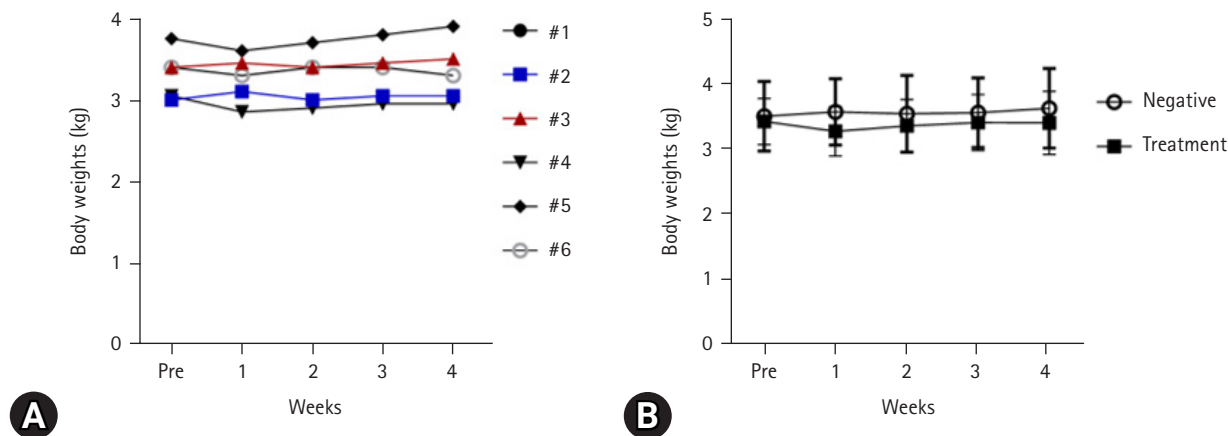 4
3
2
1
0
Body weights (kg)
Pre 1 2 3 4
Weeks
#1
#2
#3
#4
#5
#6
A
5
4
3
2
1
0
Body weights (kg)
Pre 1 2 3 4
Weeks
Negative
Treatment
B